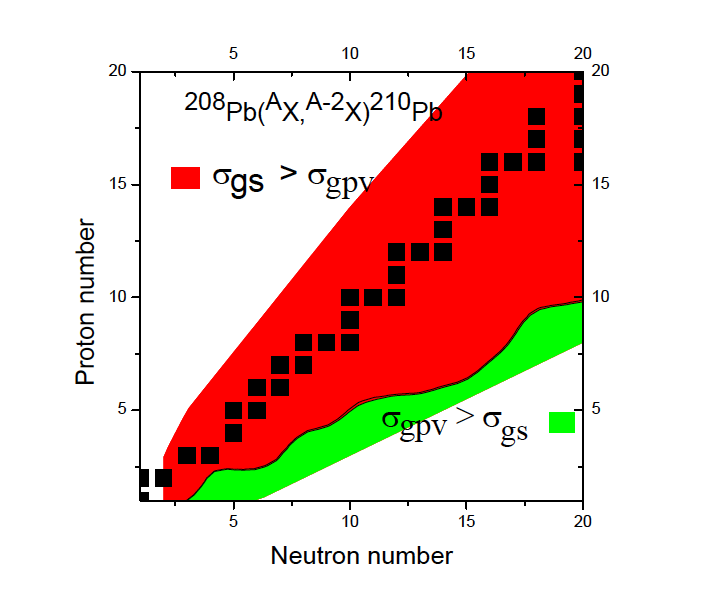 5 10 15 20
20 20
²⁰⁸Pb(ᴬX,ᴬ⁻²X)²¹⁰Pb
σgs > σgpv
15 15
10 10
Proton number
σgpv > σgs
5 5
5 10 15 20
Neutron number